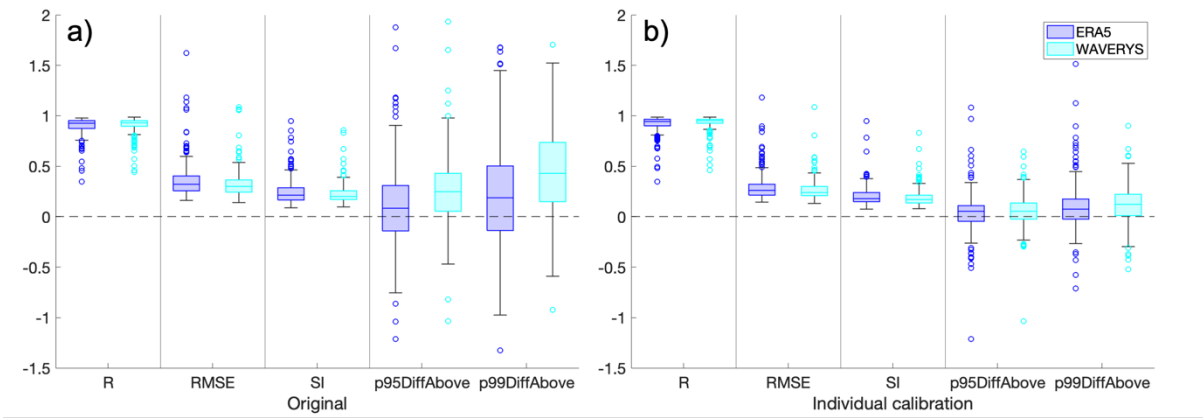 a)
2
1.5
1
0.5
0
-0.5
-1
-1.5
R RMSE SI p95DiffAbove p99DiffAbove
Original
b)
ERA5
WAVERYS
2
1.5
1
0.5
0
-0.5
-1
-1.5
R RMSE SI p95DiffAbove p99DiffAbove
Individual calibration